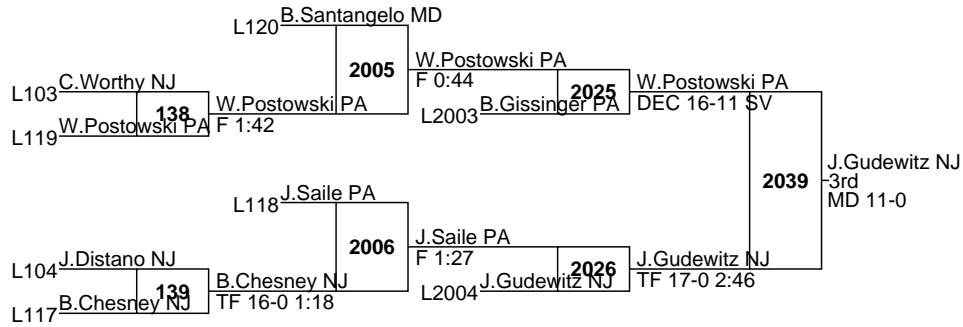 B.Santangelo MD
L120
2005
W.Postowski PA
F 0:44
C.Worthy NJ
L103
138
W.Postowski PA
F 1:42
W.Postowski PA
L119
2025
B.Gissinger PA
L2003
W.Postowski PA
DEC 16-11 SV
2039
J.Gudewitz NJ
3rd
MD 11-0
J.Saile PA
L118
2006
J.Saile PA
F 1:27
J.Distano NJ
L104
139
B.Chesney NJ
TF 16-0 1:18
B.Chesney NJ
L117
2026
J.Gudewitz NJ
L2004
J.Gudewitz NJ
TF 17-0 2:46